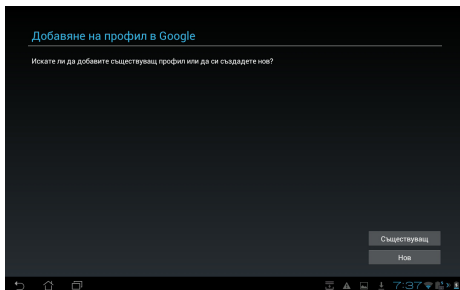 Добавяне на профил в Google
Искате ли да добавите съществуващ профил или да си създадете нов?
Съществуващ
Нов
7:37